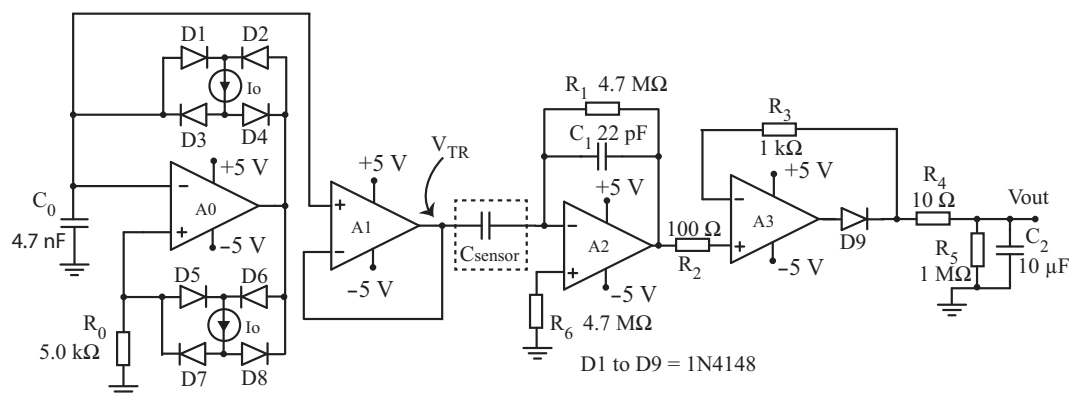 D1
D2
Io
D3
D4
+5 V
−
A0
+
–5 V
C0
4.7 nF
D5
D6
Io
D7
D8
R0
5.0 kΩ
VTR
+5 V
+
A1
−
–5 V
Csensor
R1 4.7 MΩ
C1 22 pF
+5 V
−
A2
+
–5 V
R6 4.7 MΩ
100 Ω
R2
R3
1 kΩ
+5 V
−
A3
+
–5 V
D9
R4
10 Ω
Vout
R5
1 MΩ
C2
10 µF
D1 to D9 = 1N4148